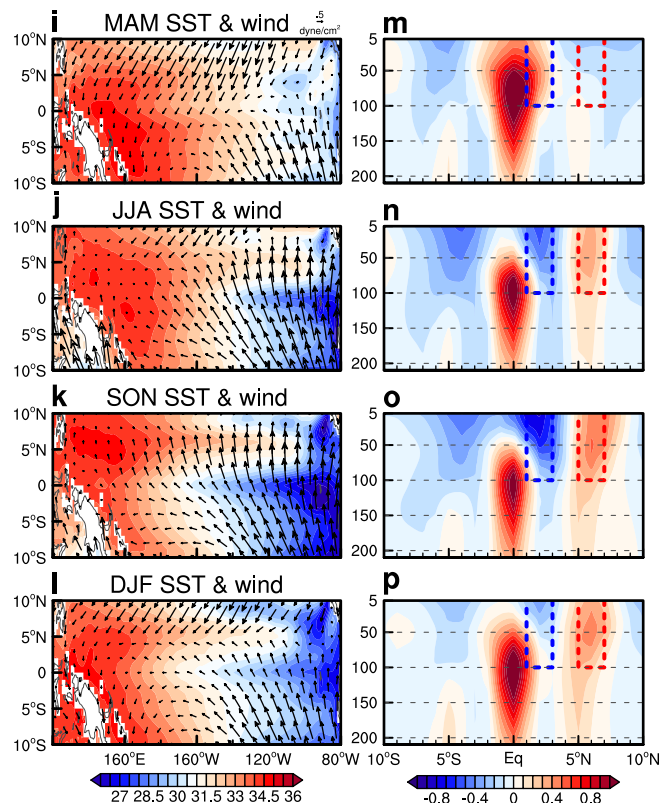 i MAM SST & wind .5 m
dyne/cm²
10°N
5°N
0
5°S
10°S
5
50
100
150
200
j JJA SST & wind n
10°N
5°N
0
5°S
10°S
5
50
100
150
200
k SON SST & wind o
10°N
5°N
0
5°S
10°S
5
50
100
150
200
l DJF SST & wind p
10°N
5°N
0
5°S
10°S
5
50
100
150
200
160°E 160°W 120°W 80°W
10°S 5°S Eq 5°N 10°N
27 28.5 30 31.5 33 34.5 36
-0.8 -0.4 0 0.4 0.8